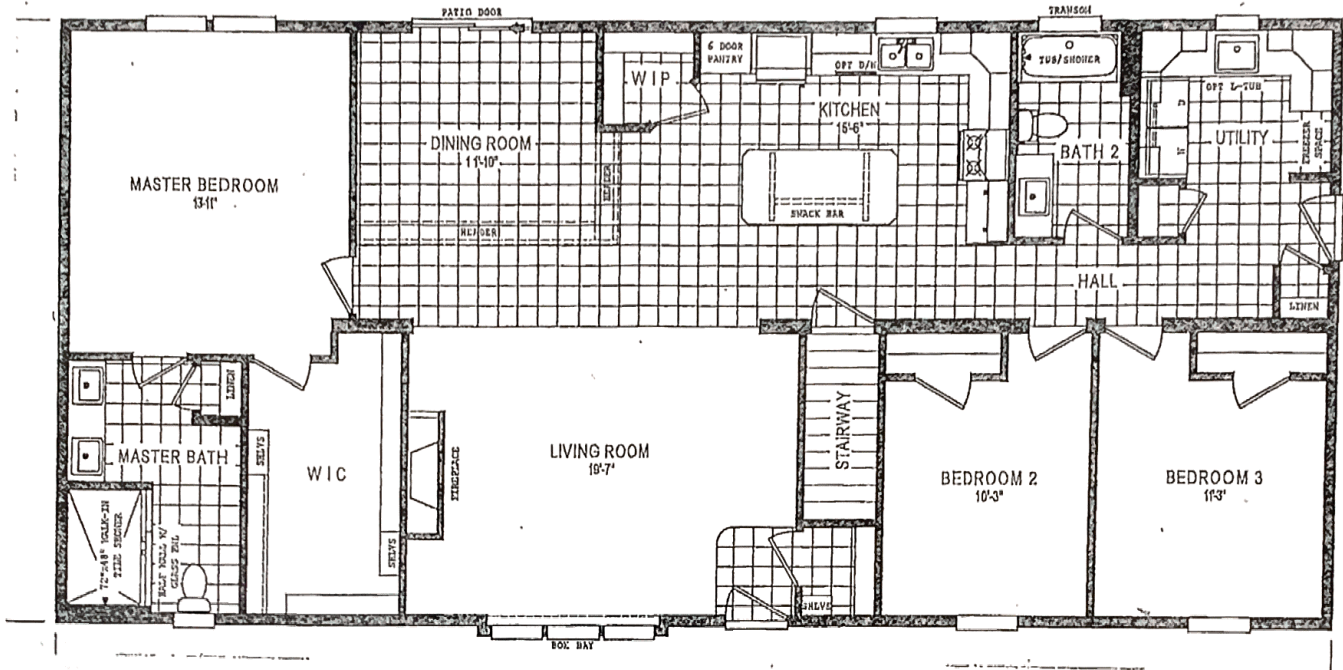 PATIO DOOR
TRANSOM
6 DOOR
PANTRY
OPT D/W
TUB/SHOWER
WIP
OPT L-TUB
KITCHEN
15'-6"
D
W
UTILITY
FREEZER
SPACE
DINING ROOM
11'-10"
BATH 2
MASTER BEDROOM
13'-11"
HEADER
SNACK BAR
HEADER
HALL
LINEN
LINEN
STAIRWAY
MASTER BATH
SHLVS
WIC
FIREPLACE
LIVING ROOM
19'-7"
BEDROOM 2
10'-3"
BEDROOM 3
11'-3"
72"x48" WALK-IN
TILE SHOWER
HALF WALL W/
GLASS PNL
SHLVS
SHLVS
BOX BAY